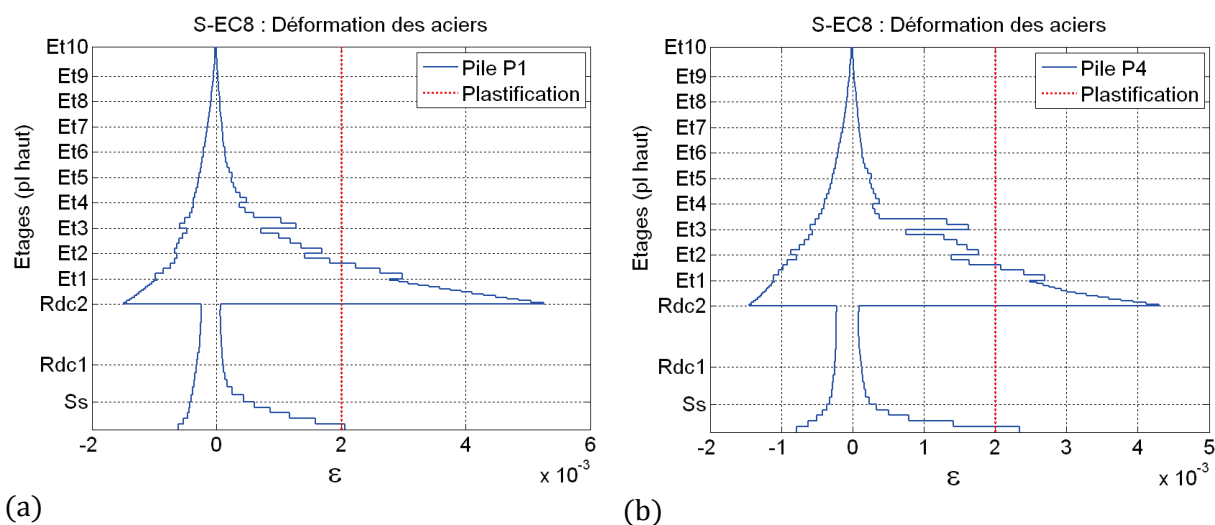 S-EC8 : Déformation des aciers
Et10
Et9
Et8
Et7
Et6
Et5
Et4
Et3
Et2
Et1
Rdc2
Rdc1
Ss
Etages (pl haut)
Pile P1
Plastification
-2
0
2
4
6
ε
x 10⁻³
(a)
S-EC8 : Déformation des aciers
Et10
Et9
Et8
Et7
Et6
Et5
Et4
Et3
Et2
Et1
Rdc2
Rdc1
Ss
Etages (pl haut)
Pile P4
Plastification
-2
-1
0
1
2
3
4
5
ε
x 10⁻³
(b)